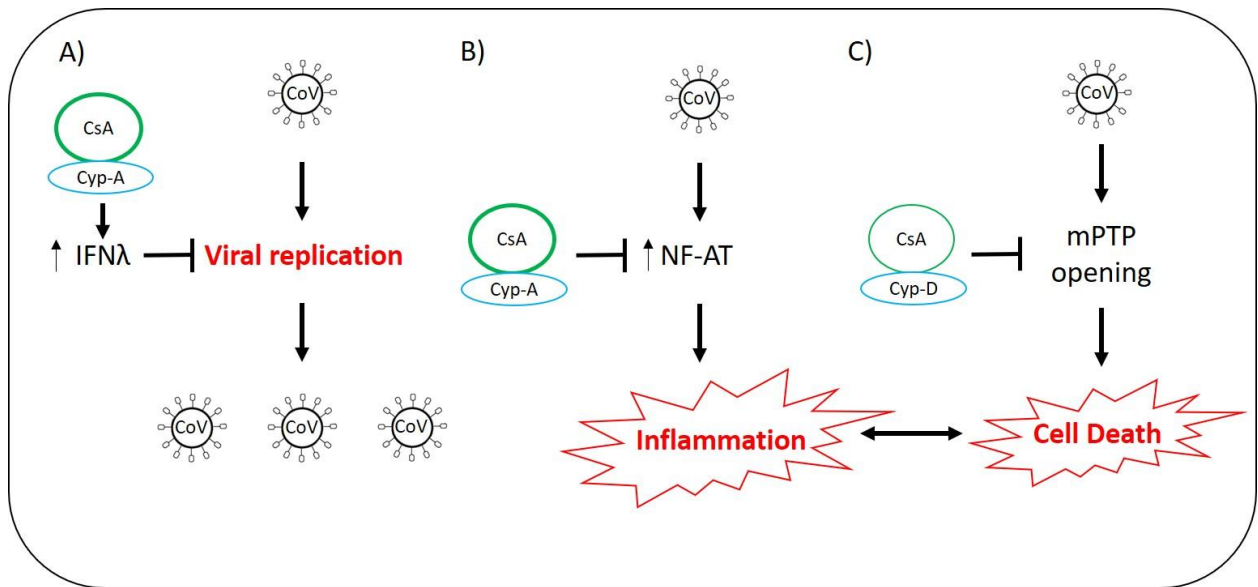 A)
CoV
CsA
Cyp-A
↑ IFNλ
Viral replication
CoV
CoV
CoV
B)
CoV
CsA
Cyp-A
↑ NF-AT
Inflammation
C)
CoV
CsA
Cyp-D
mPTP
opening
Cell Death